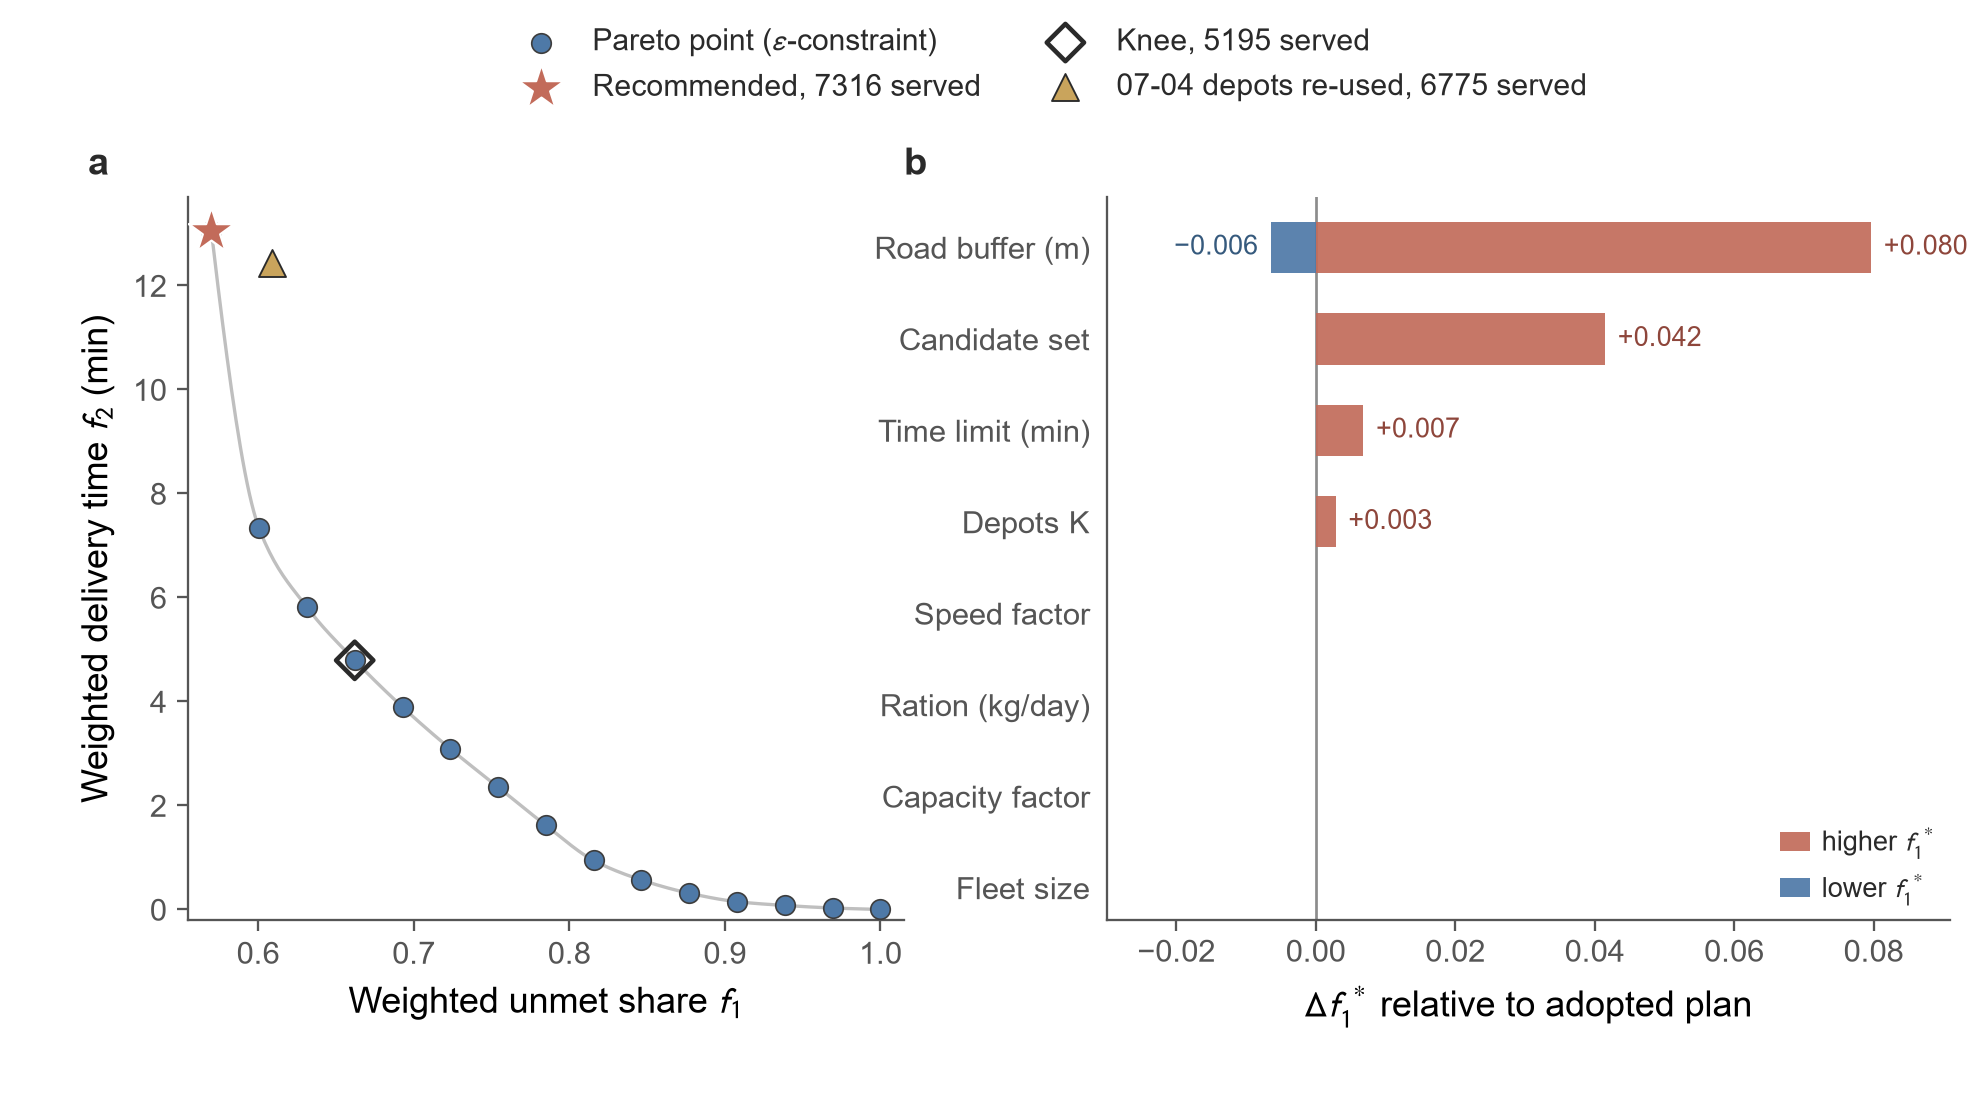 Pareto point (ε-constraint)
Recommended, 7316 served
Knee, 5195 served
07-04 depots re-used, 6775 served
a
Weighted delivery time f₂ (min)
12
10
8
6
4
2
0
0.6 0.7 0.8 0.9 1.0
Weighted unmet share f₁
b
Road buffer (m)
−0.006
+0.080
Candidate set
+0.042
Time limit (min)
+0.007
Depots K
+0.003
Speed factor
Ration (kg/day)
Capacity factor
Fleet size
higher f₁*
lower f₁*
−0.02 0.00 0.02 0.04 0.06 0.08
Δf₁* relative to adopted plan